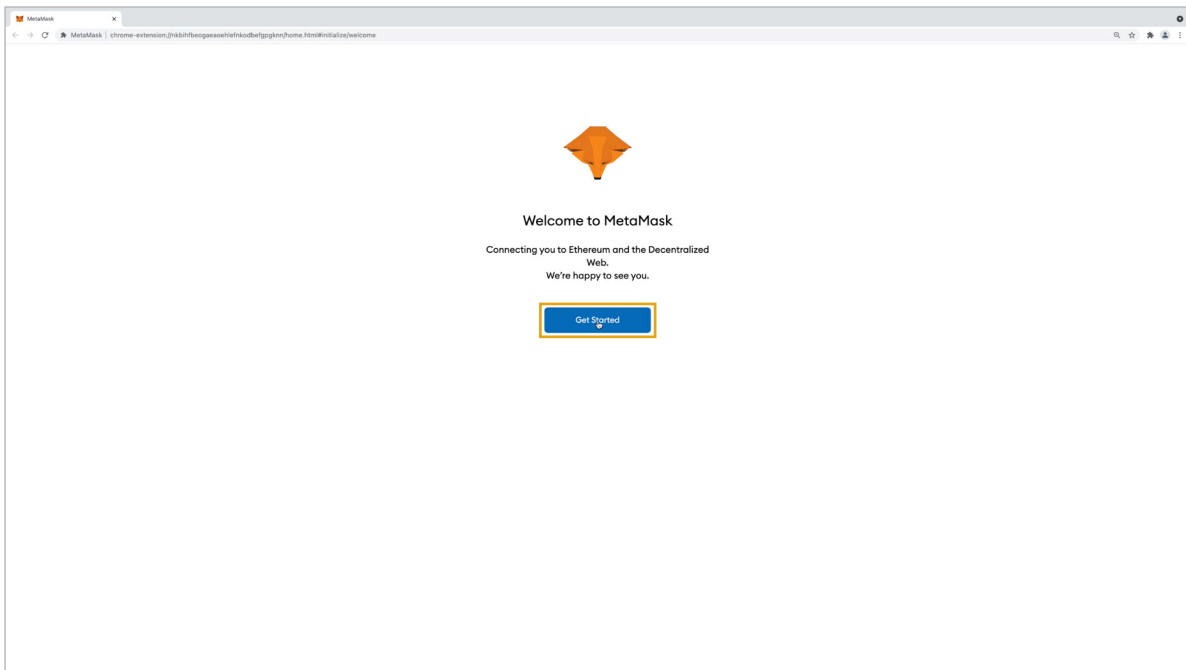 MetaMask
MetaMask | chrome-extension://nkbihfbeogaeaoehlefnkodbefgpgknn/home.html#initialize/welcome
Welcome to MetaMask
Connecting you to Ethereum and the Decentralized
Web.
We're happy to see you.
Get Started